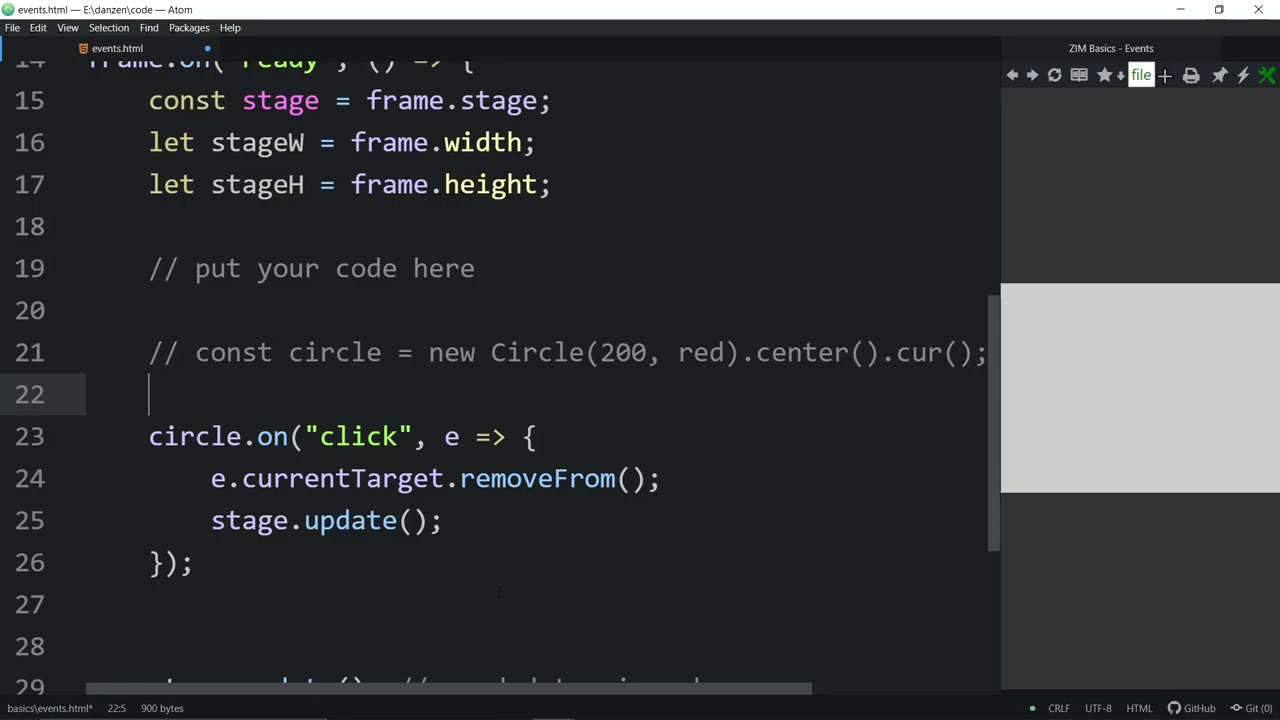 events.html — E:\danzen\code — Atom
File Edit View Selection Find Packages Help
events.html
ZIM Basics - Events
file
14 frame.on("ready", () => {
15 const stage = frame.stage;
16 let stageW = frame.width;
17 let stageH = frame.height;
18
19 // put your code here
20
21 // const circle = new Circle(200, red).center().cur();
22
23 circle.on("click", e => {
24 e.currentTarget.removeFrom();
25 stage.update();
26 });
27
28
29
basics\events.html* 22:5 900 bytes CRLF UTF-8 HTML GitHub Git (0)